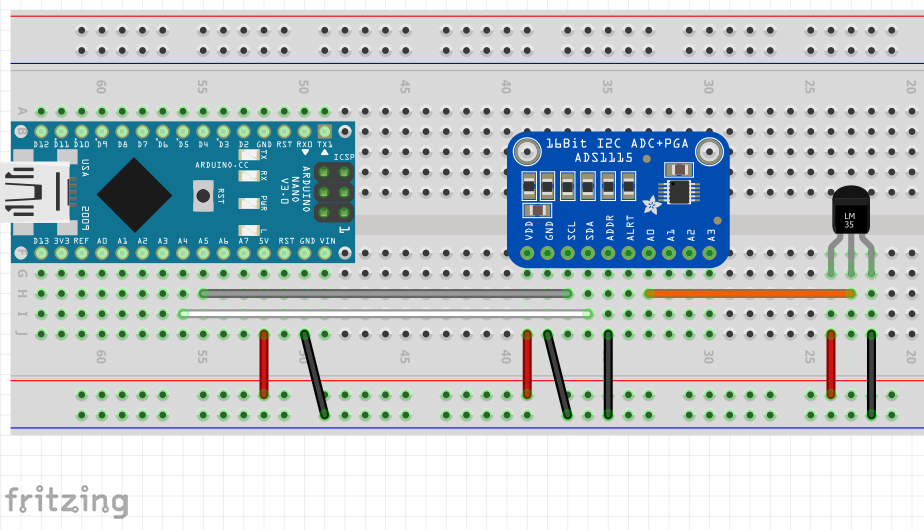 60 55 50 45 40 35 30 25 20
A
B
D12 D11 D10 D9 D8 D7 D6 D5 D4 D3 D2 GND RST RX0 TX1
TX
RX
PWR
L
ARDUINO.CC
RST
USA
2009
ARDUINO
NANO
V3.0
ICSP
1
D13 3V3 REF A0 A1 A2 A3 A4 A5 A6 A7 5V RST GND VIN
16Bit I2C ADC+PGA
ADS1115
VDD GND SCL SDA ADDR ALRT A0 A1 A2 A3
LM
35
F
G
H
I
J
60 55 50 45 40 35 30 25 20
fritzing